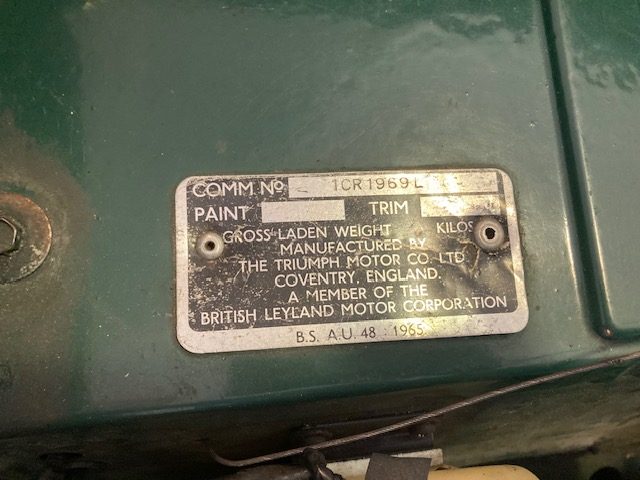 COMM Nº 1CR1969L
PAINT TRIM
GROSS LADEN WEIGHT KILOS
MANUFACTURED BY
THE TRIUMPH MOTOR CO. LTD.
COVENTRY, ENGLAND.
A MEMBER OF THE
BRITISH LEYLAND MOTOR CORPORATION
B.S. A.U. 48 : 1965